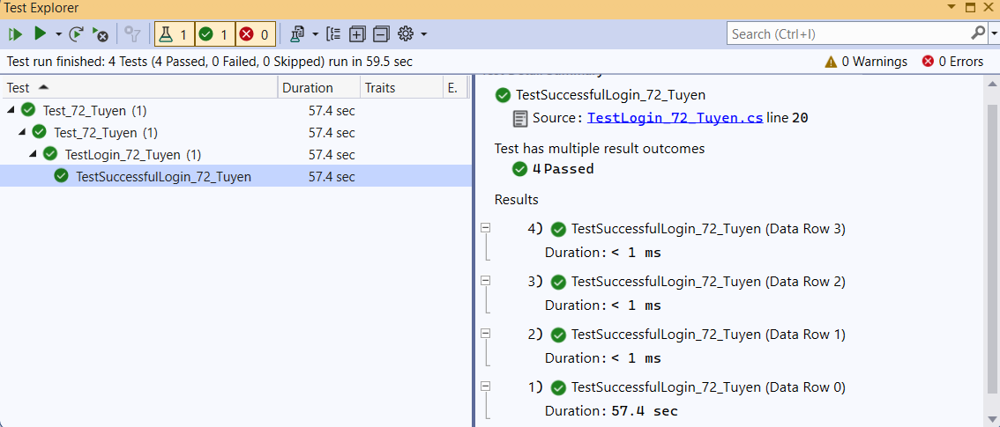 Test Explorer
1 1 0 Search (Ctrl+I)
Test run finished: 4 Tests (4 Passed, 0 Failed, 0 Skipped) run in 59.5 sec 0 Warnings 0 Errors
Test Duration Traits E.
Test_72_Tuyen (1) 57.4 sec
Test_72_Tuyen (1) 57.4 sec
TestLogin_72_Tuyen (1) 57.4 sec
TestSuccessfulLogin_72_Tuyen 57.4 sec
TestSuccessfulLogin_72_Tuyen
Source: TestLogin_72_Tuyen.cs line 20
Test has multiple result outcomes
4 Passed
Results
4) TestSuccessfulLogin_72_Tuyen (Data Row 3)
Duration: < 1 ms
3) TestSuccessfulLogin_72_Tuyen (Data Row 2)
Duration: < 1 ms
2) TestSuccessfulLogin_72_Tuyen (Data Row 1)
Duration: < 1 ms
1) TestSuccessfulLogin_72_Tuyen (Data Row 0)
Duration: 57.4 sec